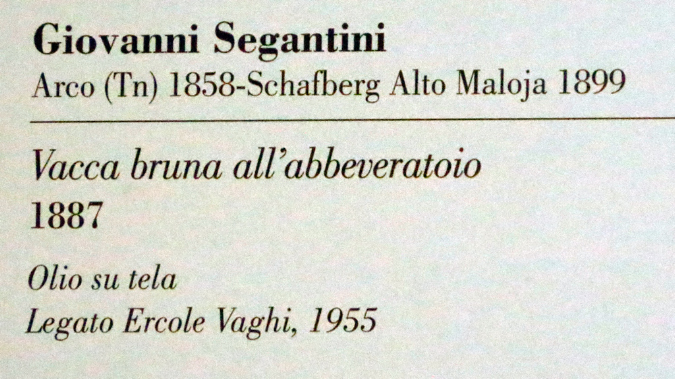 Giovanni Segantini
Arco (Tn) 1858-Schafberg Alto Maloja 1899
Vacca bruna all'abbeveratoio
1887
Olio su tela
Legato Ercole Vaghi, 1955